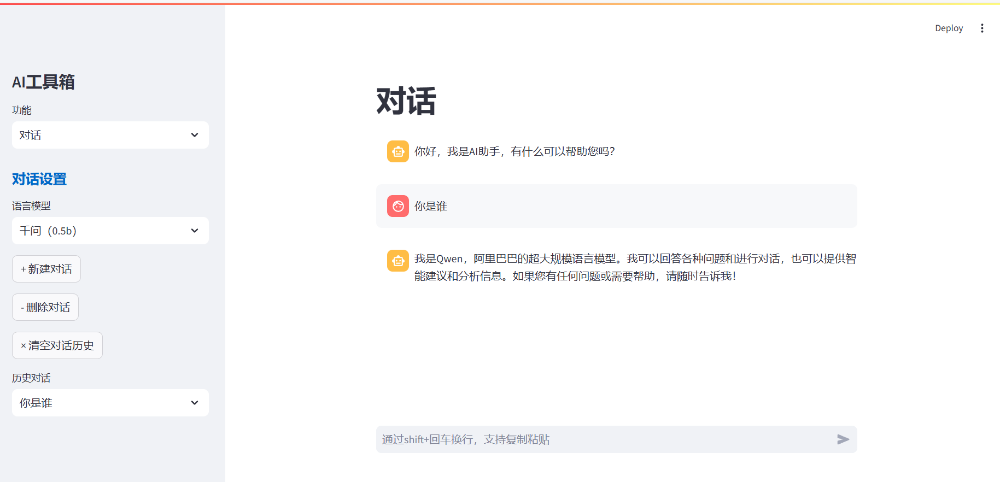 Deploy
AI工具箱
功能
对话
对话设置
语言模型
千问（0.5b）
+ 新建对话
- 删除对话
× 清空对话历史
历史对话
你是谁
对话
你好，我是AI助手，有什么可以帮助您吗？
你是谁
我是Qwen，阿里巴巴的超大规模语言模型。我可以回答各种问题和进行对话，也可以提供智
能建议和分析信息。如果您有任何问题或需要帮助，请随时告诉我！
通过shift+回车换行，支持复制粘贴